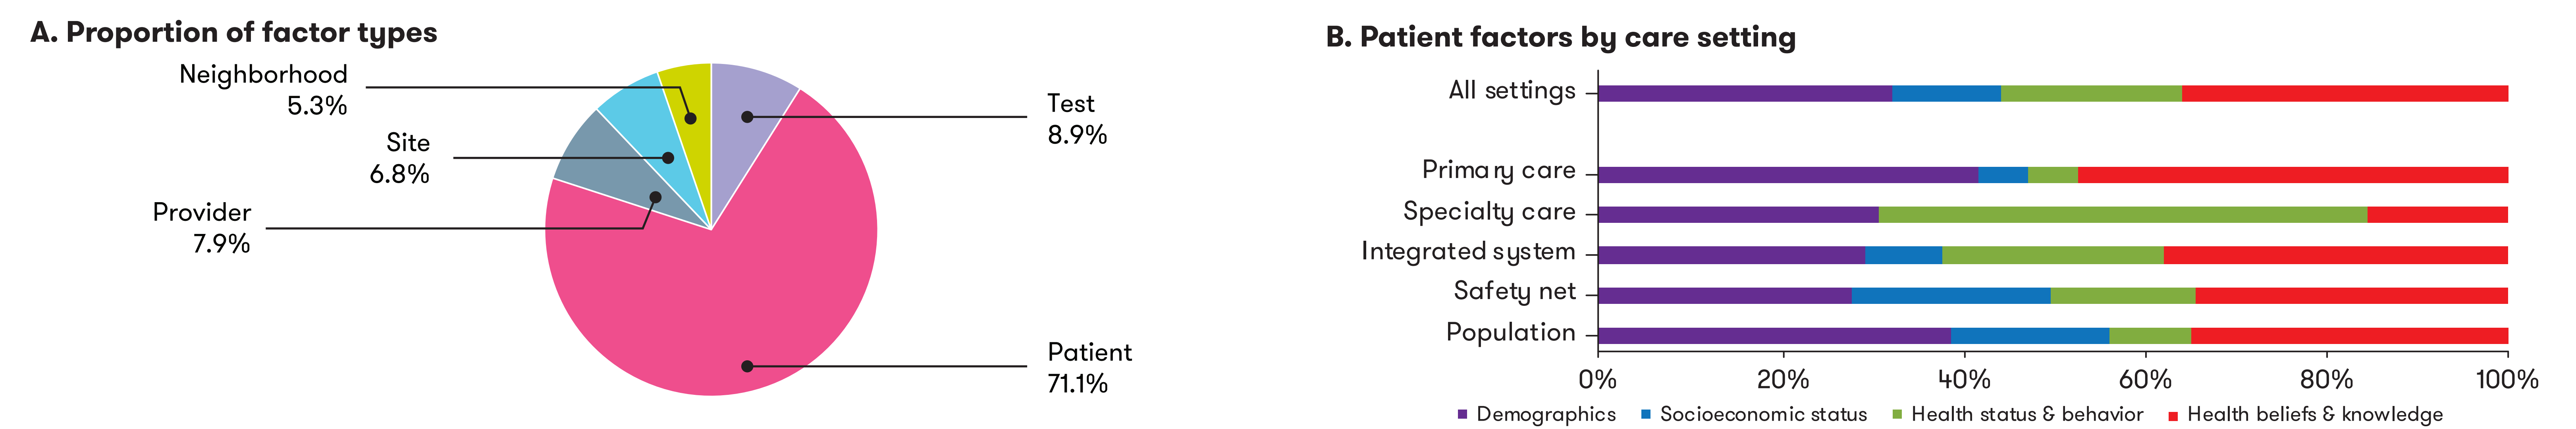 A. Proportion of factor types
Neighborhood
5.3%
Site
6.8%
Provider
7.9%
Test
8.9%
Patient
71.1%
B. Patient factors by care setting
All settings
Primary care
Specialty care
Integrated system
Safety net
Population
0% 20% 40% 60% 80% 100%
Demographics Socioeconomic status Health status & behavior Health beliefs & knowledge